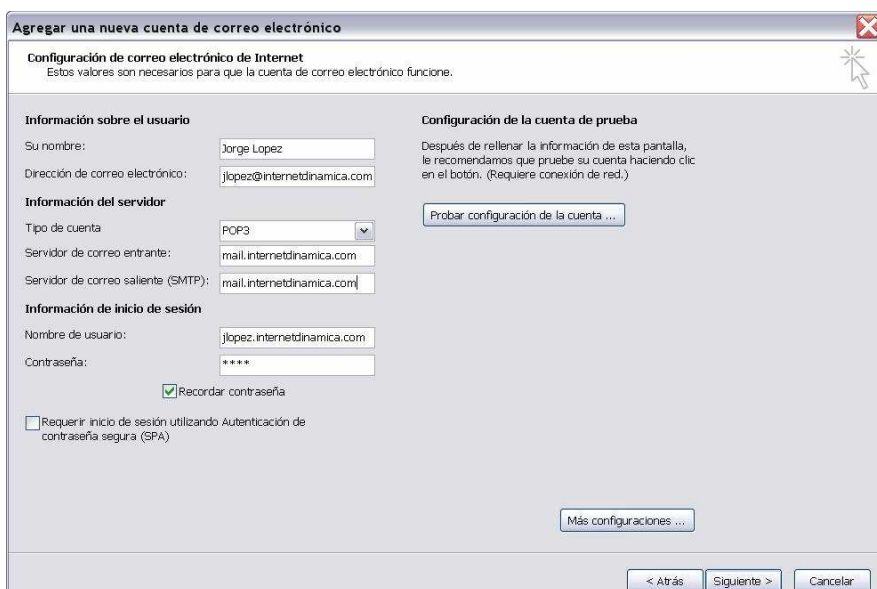 Agregar una nueva cuenta de correo electrónico
Configuración de correo electrónico de Internet
Estos valores son necesarios para que la cuenta de correo electrónico funcione.
Información sobre el usuario
Su nombre: Jorge Lopez
Dirección de correo electrónico: jlopez@internetdinamica.com
Información del servidor
Tipo de cuenta POP3
Servidor de correo entrante: mail.internetdinamica.com
Servidor de correo saliente (SMTP): mail.internetdinamica.com
Información de inicio de sesión
Nombre de usuario: jlopez.internetdinamica.com
Contraseña: ****
Recordar contraseña
Requerir inicio de sesión utilizando Autenticación de
contraseña segura (SPA)
Configuración de la cuenta de prueba
Después de rellenar la información de esta pantalla,
le recomendamos que pruebe su cuenta haciendo clic
en el botón. (Requiere conexión de red.)
Probar configuración de la cuenta ...
Más configuraciones ...
< Atrás Siguiente > Cancelar